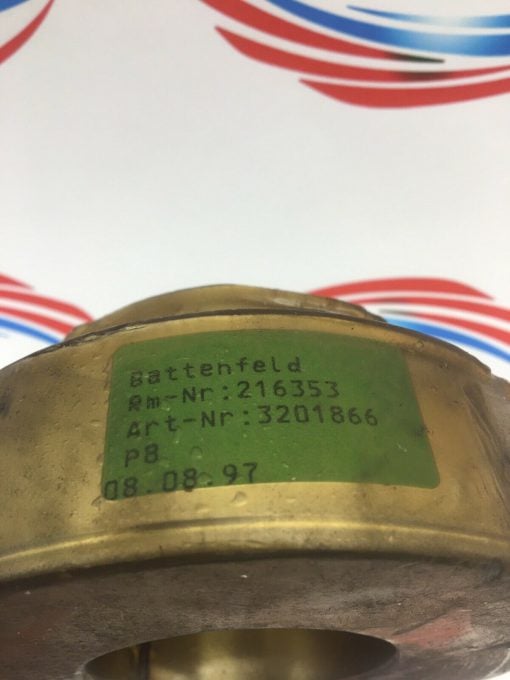 Battenfeld
Rm-Nr:216353
Art-Nr:3201866
P8
08.08.97